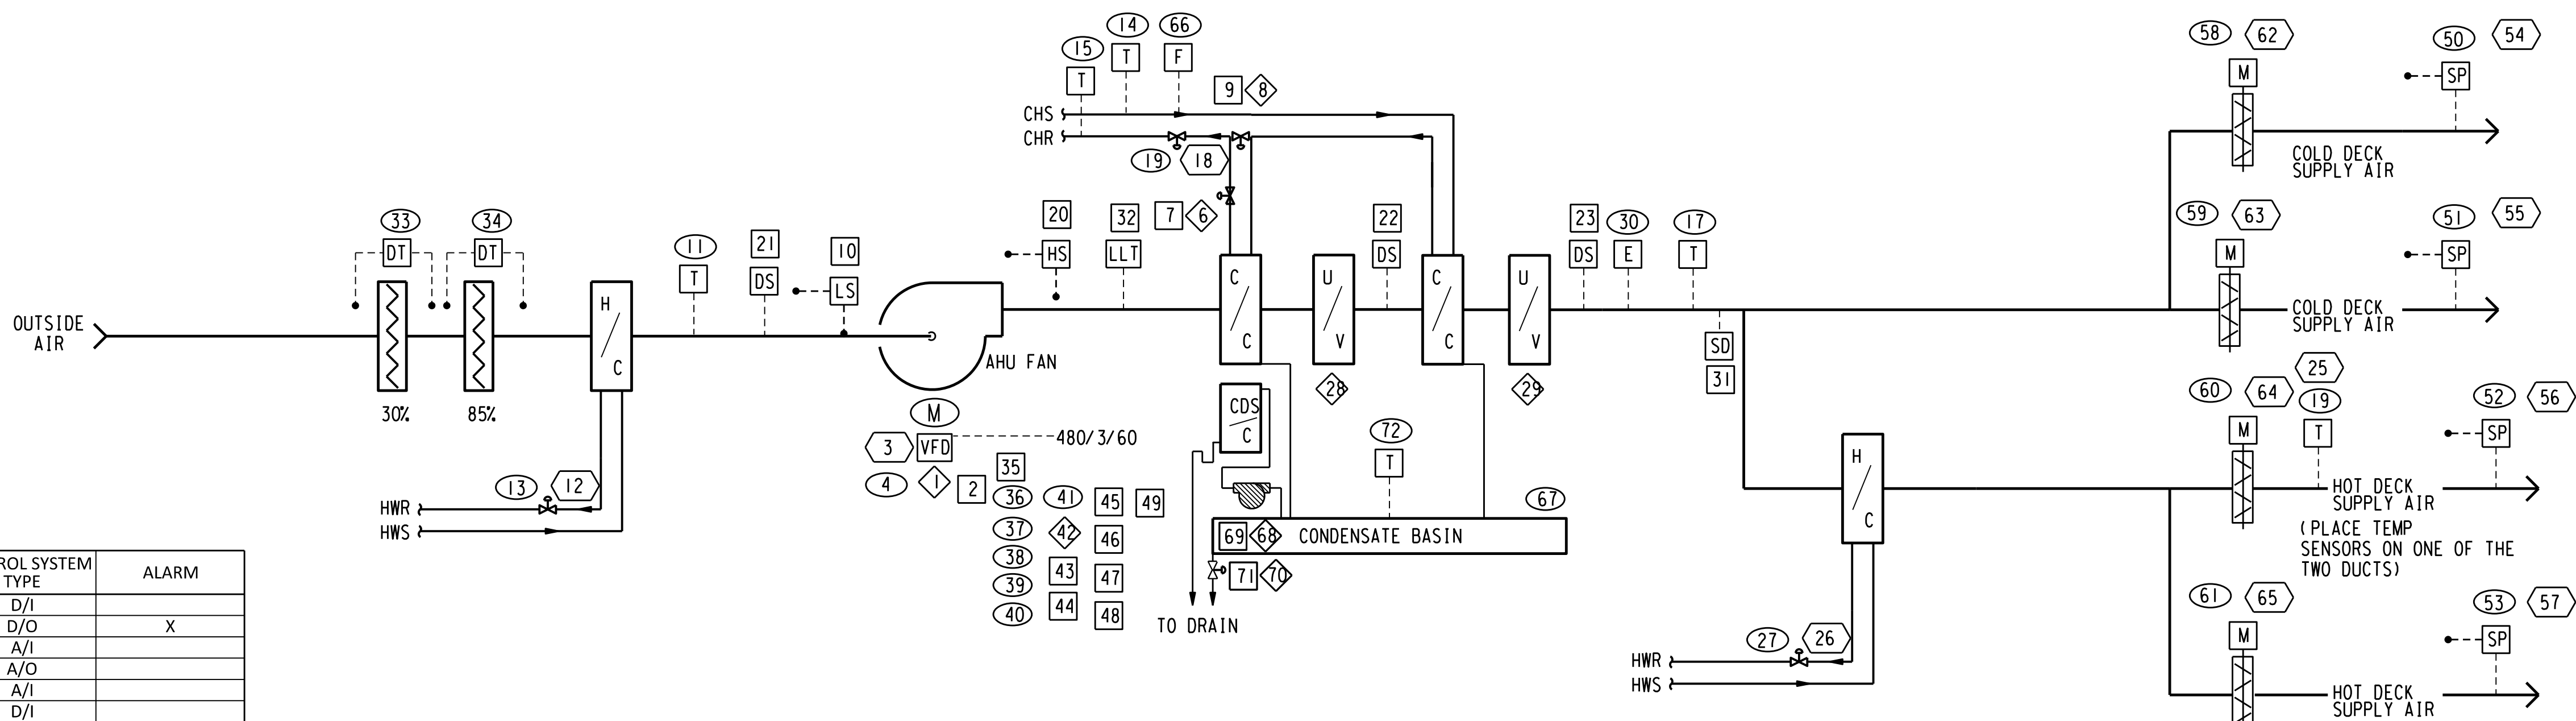 14
66
15
T
F
T
9
8
CHS
CHR
19
18
7
6
58
62
M
50
54
SP
COLD DECK
SUPPLY AIR
59
63
M
51
55
SP
COLD DECK
SUPPLY AIR
33
34
DT
DT
11
T
21
DS
10
LS
20
HS
32
LLT
22
DS
23
DS
30
E
17
T
OUTSIDE
AIR
30%
85%
H/C
AHU FAN
C/C
U/V
C/C
U/V
28
29
SD
31
M
3
VFD
480/3/60
4
1
2
35
36
41
45
49
37
42
46
38
43
47
39
44
48
40
CDS/C
72
T
67
69
68
CONDENSATE BASIN
71
70
TO DRAIN
13
12
HWR
HWS
60
64
M
25
19
T
52
56
SP
HOT DECK
SUPPLY AIR
(PLACE TEMP
SENSORS ON ONE OF THE
TWO DUCTS)
H/C
27
26
HWR
HWS
61
65
M
53
57
SP
HOT DECK
SUPPLY AIR
ROL SYSTEM
TYPE
ALARM
D/I
D/O X
A/I
A/O
A/I
D/I